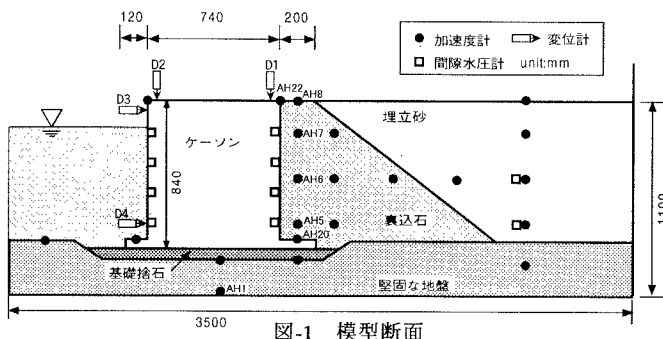 120
740
200
D2
D1
AH22
AH8
D3
● 加速度計
変位計
間隙水圧計 unit:mm
埋立砂
ケーソン
AH7
840
AH6
1100
D4
AH5
裏込石
AH20
基礎捨石
AH1
堅固な地盤
3500
図-1 模型断面